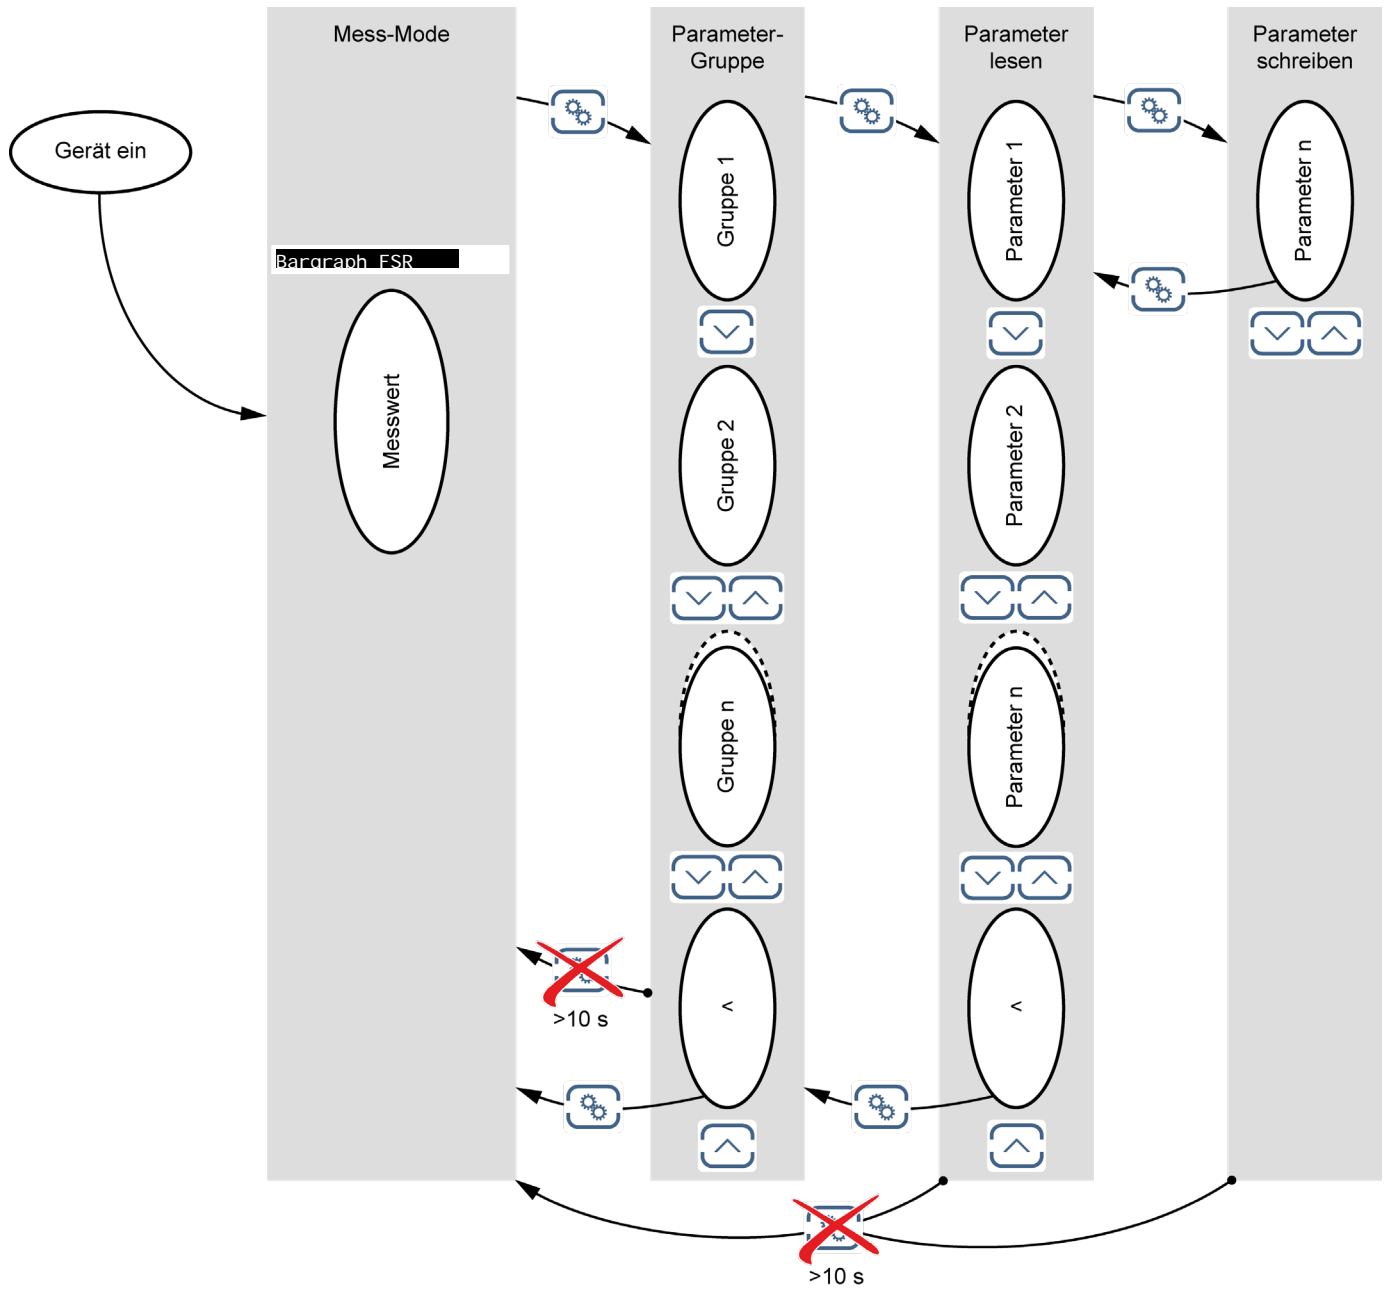 Mess-Mode
Parameter-
Gruppe
Parameter
lesen
Parameter
schreiben
Gerät ein
Bargraph FSR
Messwert
Gruppe 1
Gruppe 2
Gruppe n
<
Parameter 1
Parameter 2
Parameter n
<
Parameter n
>10 s
>10 s